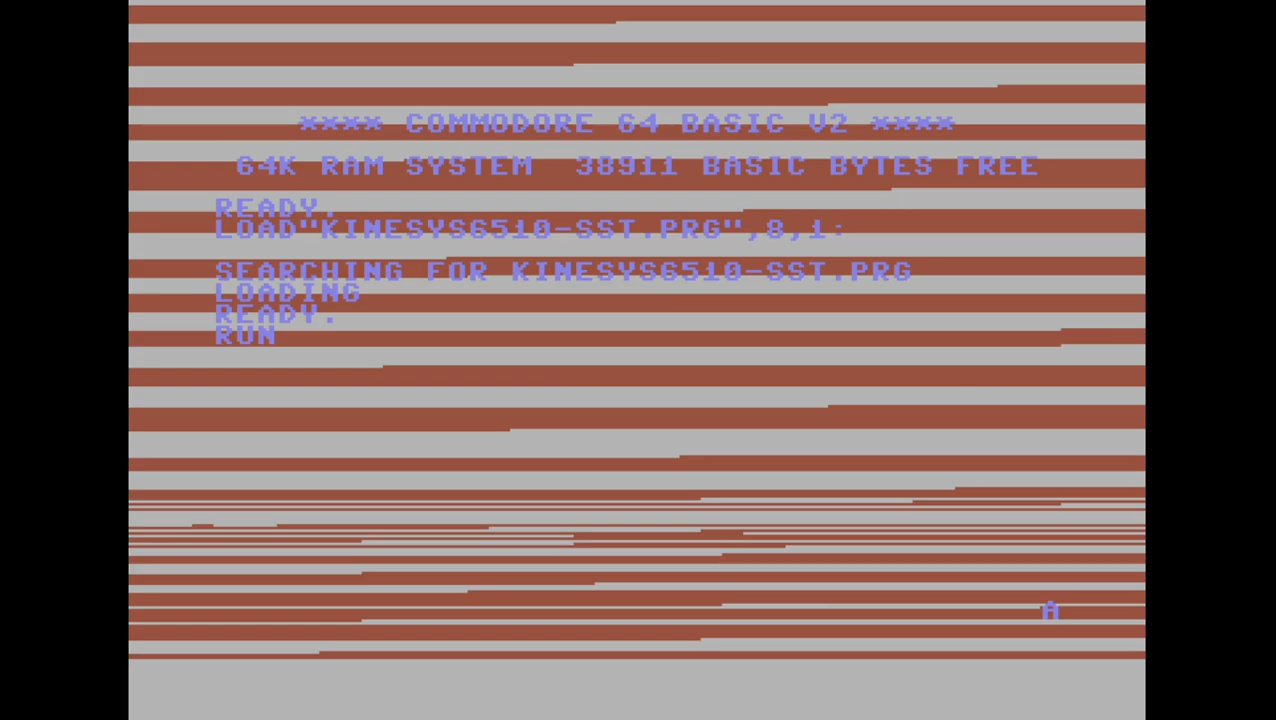 **** COMMODORE 64 BASIC V2 ****
64K RAM SYSTEM  38911 BASIC BYTES FREE
READY.
LOAD"KINESYS6510-SST.PRG",8,1:
SEARCHING FOR KINESYS6510-SST.PRG
LOADING
READY.
RUN
A